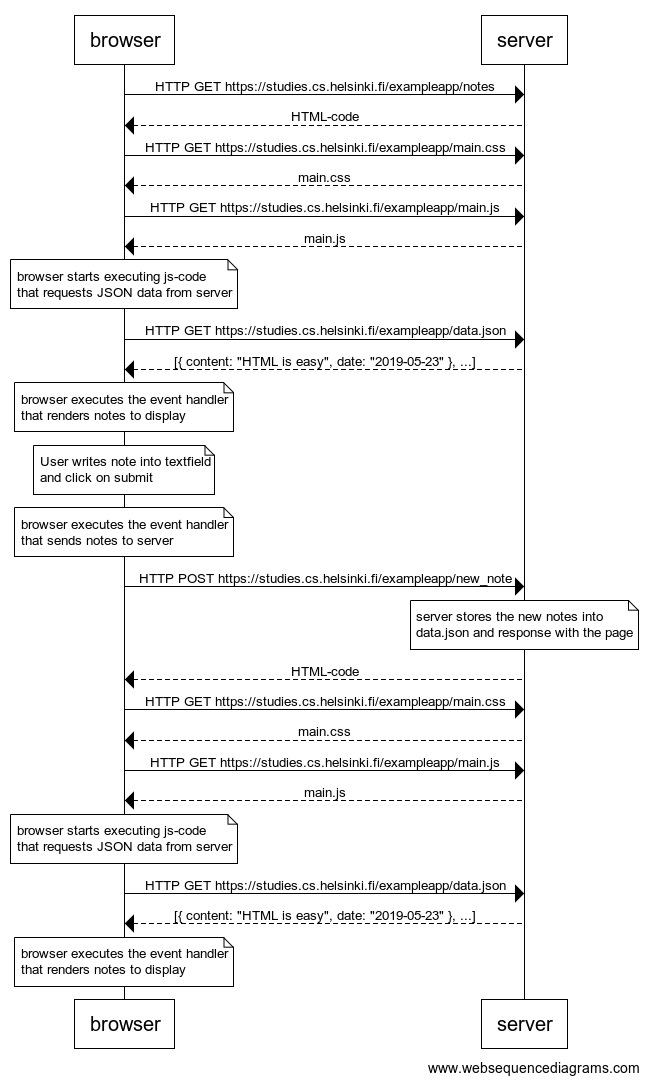 browser
server
HTTP GET https://studies.cs.helsinki.fi/exampleapp/notes
HTML-code
HTTP GET https://studies.cs.helsinki.fi/exampleapp/main.css
main.css
HTTP GET https://studies.cs.helsinki.fi/exampleapp/main.js
main.js
browser starts executing js-code
that requests JSON data from server
HTTP GET https://studies.cs.helsinki.fi/exampleapp/data.json
[{ content: "HTML is easy", date: "2019-05-23" }, ...]
browser executes the event handler
that renders notes to display
User writes note into textfield
and click on submit
browser executes the event handler
that sends notes to server
HTTP POST https://studies.cs.helsinki.fi/exampleapp/new_note
server stores the new notes into
data.json and response with the page
HTML-code
HTTP GET https://studies.cs.helsinki.fi/exampleapp/main.css
main.css
HTTP GET https://studies.cs.helsinki.fi/exampleapp/main.js
main.js
browser starts executing js-code
that requests JSON data from server
HTTP GET https://studies.cs.helsinki.fi/exampleapp/data.json
[{ content: "HTML is easy", date: "2019-05-23" }, ...]
browser executes the event handler
that renders notes to display
browser
server
www.websequencediagrams.com